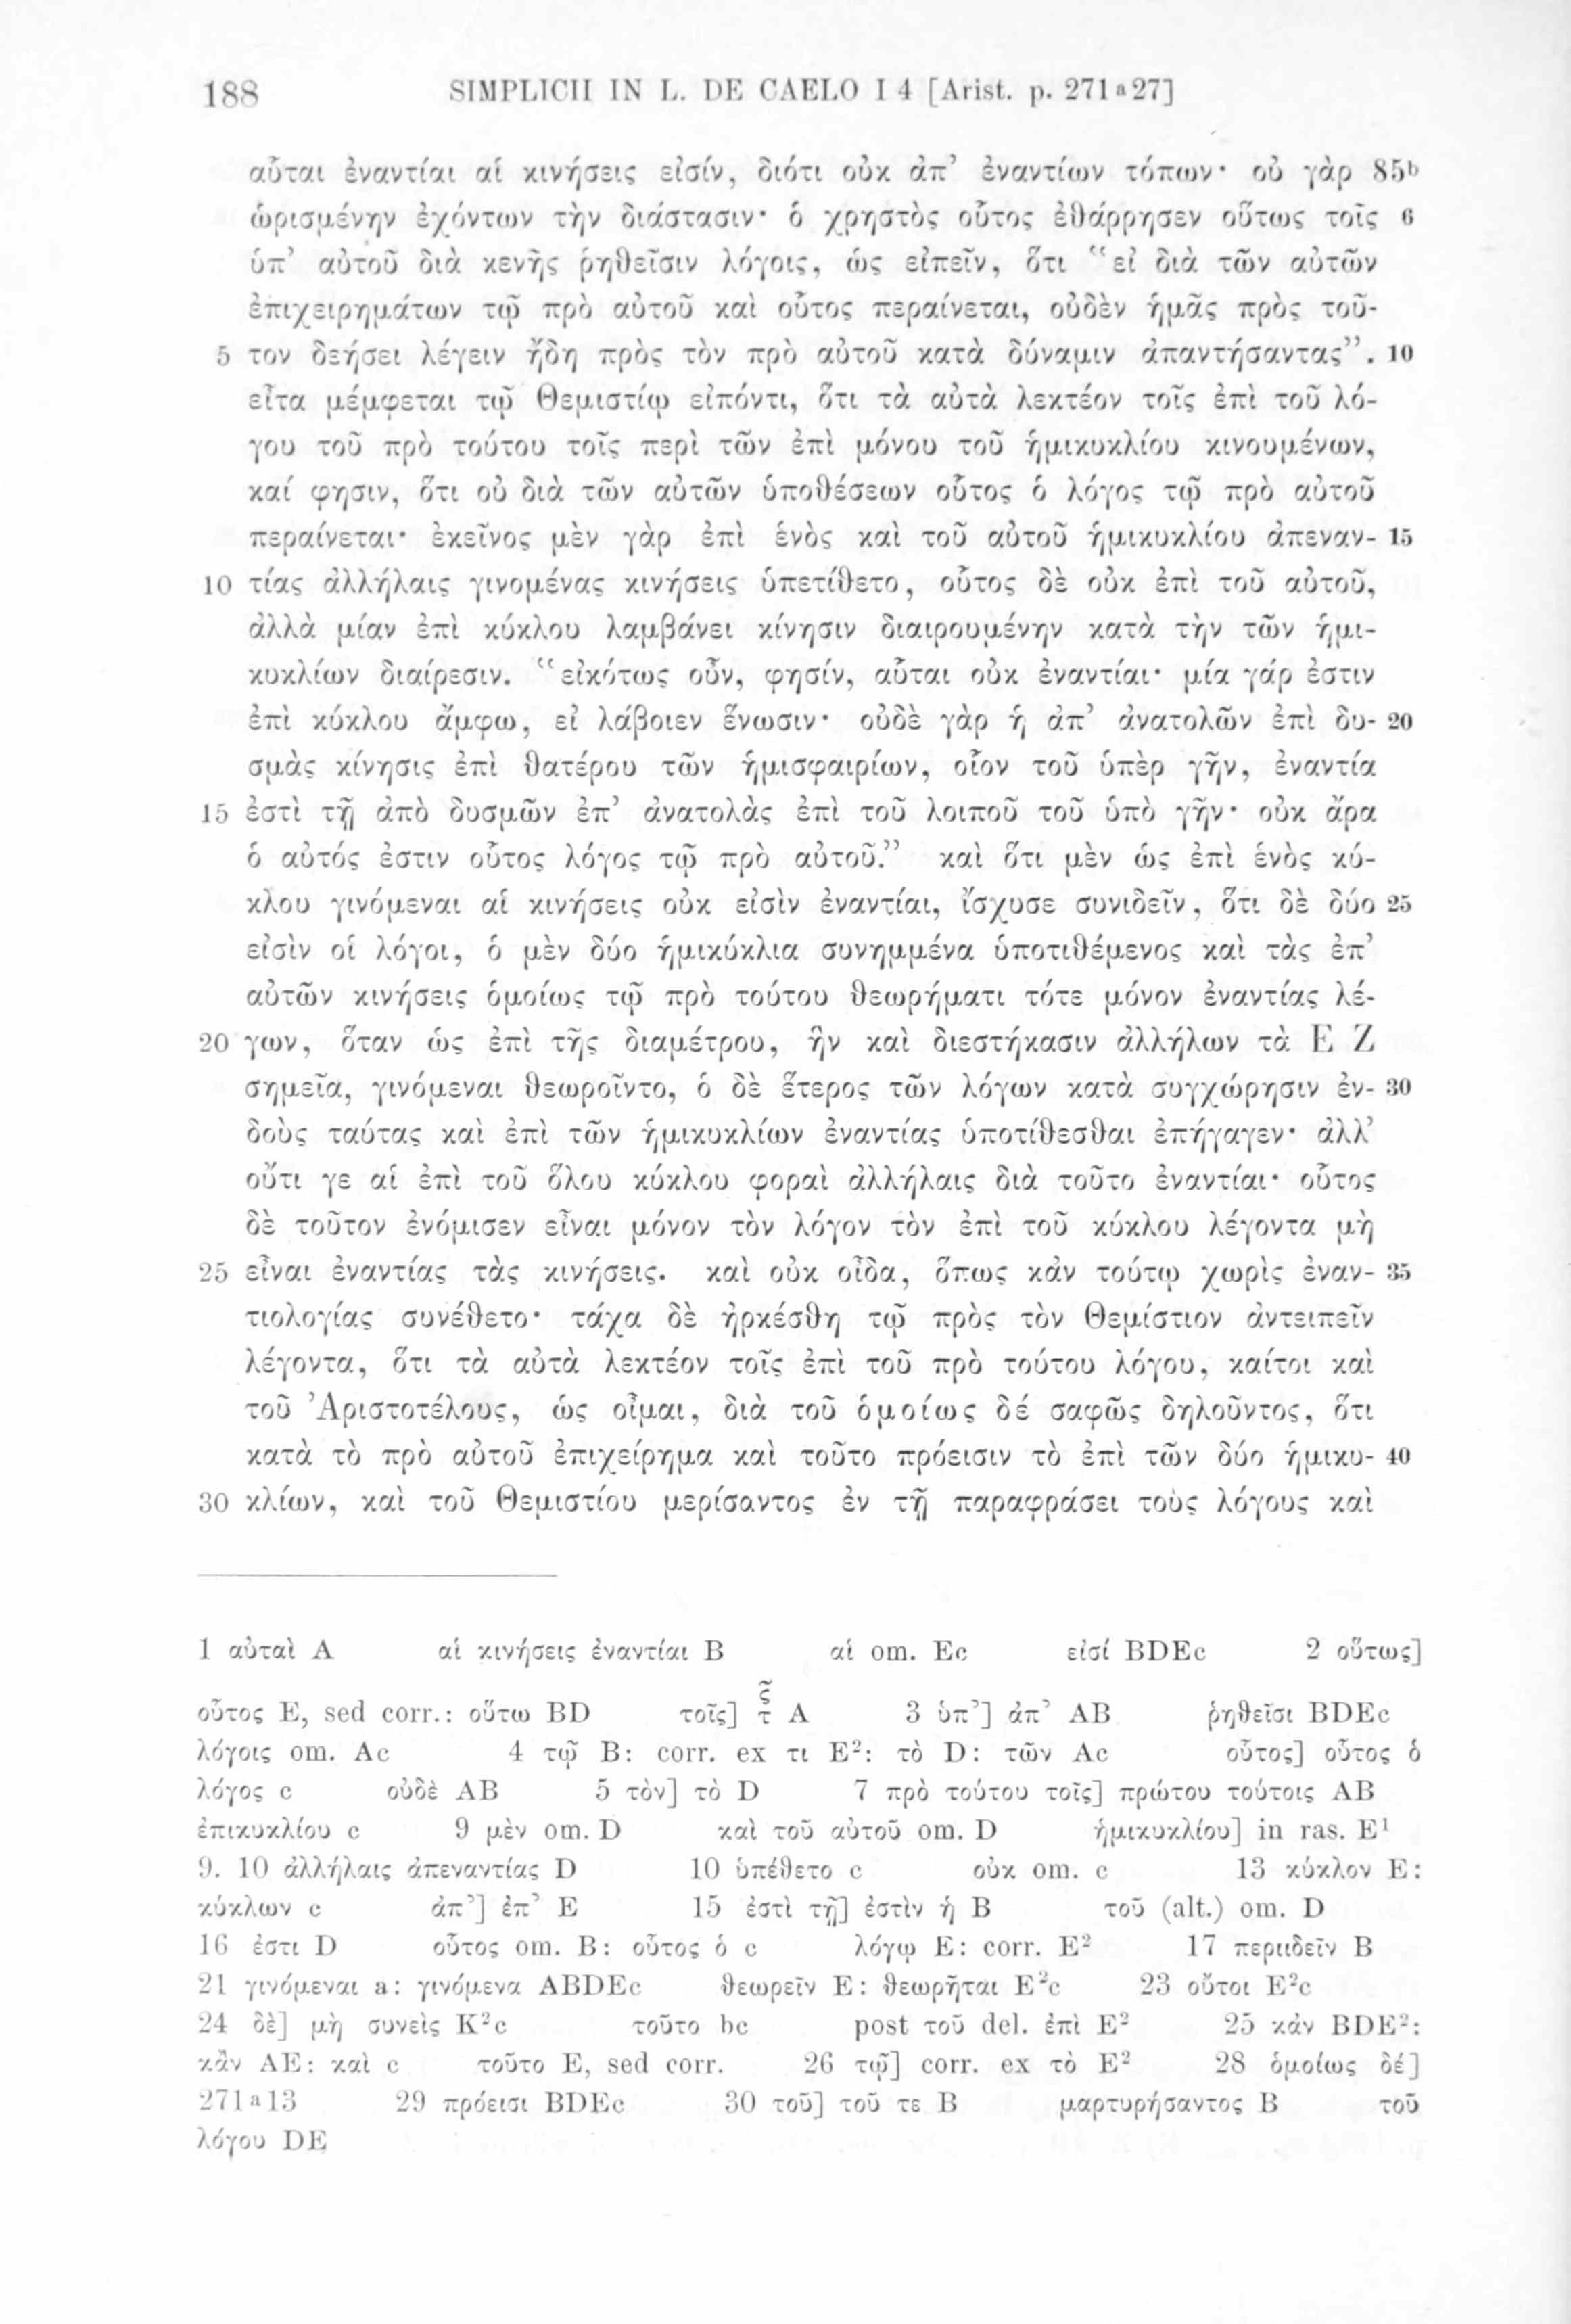 188 SIMPLICII IN L. DE CAELO I 4 [Arist. p. 271 a 27]
αὗται ἐναντίαι αἱ κινήσεις εἰσίν, διότι οὐκ ἀπ’ ἐναντίων τόπων· οὐ γὰρ 85b
ὡρισμένην ἐχόντων τὴν διάστασιν· ὁ χρηστὸς οὗτος ἐθάρρησεν οὕτως τοῖς 6
ὑπ’ αὐτοῦ διὰ κενῆς ῥηθεῖσιν λόγοις, ὡς εἰπεῖν, ὅτι “εἰ διὰ τῶν αὐτῶν
ἐπιχειρημάτων τῷ πρὸ αὐτοῦ καὶ οὗτος περαίνεται, οὐδὲν ἡμᾶς πρὸς τοῦ-
5 τον δεήσει λέγειν ἤδη πρὸς τὸν πρὸ αὐτοῦ κατὰ δύναμιν ἀπαντήσαντας”. 10
εἶτα μέμφεται τῷ Θεμιστίῳ εἰπόντι, ὅτι τὰ αὐτὰ λεκτέον τοῖς ἐπὶ τοῦ λό-
γου τοῦ πρὸ τούτου τοῖς περὶ τῶν ἐπὶ μόνου τοῦ ἡμικυκλίου κινουμένων,
καί φησιν, ὅτι οὐ διὰ τῶν αὐτῶν ὑποθέσεων οὗτος ὁ λόγος τῷ πρὸ αὐτοῦ
περαίνεται· ἐκεῖνος μὲν γὰρ ἐπὶ ἑνὸς καὶ τοῦ αὐτοῦ ἡμικυκλίου ἀπεναν- 15
10 τίας ἀλλήλαις γινομένας κινήσεις ὑπετίθετο, οὗτος δὲ οὐκ ἐπὶ τοῦ αὐτοῦ,
ἀλλὰ μίαν ἐπὶ κύκλου λαμβάνει κίνησιν διαιρουμένην κατὰ τὴν τῶν ἡμι-
κυκλίων διαίρεσιν. “εἰκότως οὖν, φησίν, αὗται οὐκ ἐναντίαι· μία γάρ ἐστιν
ἐπὶ κύκλου ἄμφω, εἰ λάβοιεν ἕνωσιν· οὐδὲ γὰρ ἡ ἀπ’ ἀνατολῶν ἐπὶ δυ- 20
σμὰς κίνησις ἐπὶ θατέρου τῶν ἡμισφαιρίων, οἷον τοῦ ὑπὲρ γῆν, ἐναντία
15 ἐστὶ τῇ ἀπὸ δυσμῶν ἐπ’ ἀνατολὰς ἐπὶ τοῦ λοιποῦ τοῦ ὑπὸ γῆν· οὐκ ἄρα
ὁ αὐτός ἐστιν οὗτος λόγος τῷ πρὸ αὐτοῦ.” καὶ ὅτι μὲν ὡς ἐπὶ ἑνὸς κύ-
κλου γινόμεναι αἱ κινήσεις οὐκ εἰσὶν ἐναντίαι, ἴσχυσε συνιδεῖν, ὅτι δὲ δύο 25
εἰσὶν οἱ λόγοι, ὁ μὲν δύο ἡμικύκλια συνημμένα ὑποτιθέμενος καὶ τὰς ἐπ’
αὐτῶν κινήσεις ὁμοίως τῷ πρὸ τούτου θεωρήματι τότε μόνον ἐναντίας λέ-
20 γων, ὅταν ὡς ἐπὶ τῆς διαμέτρου, ἣν καὶ διεστήκασιν ἀλλήλων τὰ Ε Ζ
σημεῖα, γινόμεναι θεωροῖντο, ὁ δὲ ἕτερος τῶν λόγων κατὰ συγχώρησιν ἐν- 30
δοὺς ταύτας καὶ ἐπὶ τῶν ἡμικυκλίων ἐναντίας ὑποτίθεσθαι ἐπήγαγεν· ἀλλ’
οὔτι γε αἱ ἐπὶ τοῦ ὅλου κύκλου φοραὶ ἀλλήλαις διὰ τοῦτο ἐναντίαι· οὗτος
δὲ τοῦτον ἐνόμισεν εἶναι μόνον τὸν λόγον τὸν ἐπὶ τοῦ κύκλου λέγοντα μὴ
25 εἶναι ἐναντίας τὰς κινήσεις. καὶ οὐκ οἶδα, ὅπως κἀν τούτῳ χωρὶς ἐναν- 35
τιολογίας συνέθετο· τάχα δὲ ἠρκέσθη τῷ πρὸς τὸν Θεμίστιον ἀντειπεῖν
λέγοντα, ὅτι τὰ αὐτὰ λεκτέον τοῖς ἐπὶ τοῦ πρὸ τούτου λόγου, καίτοι καὶ
τοῦ Ἀριστοτέλους, ὡς οἶμαι, διὰ τοῦ ὁμοίως δέ σαφῶς δηλοῦντος, ὅτι
κατὰ τὸ πρὸ αὐτοῦ ἐπιχείρημα καὶ τοῦτο πρόεισιν τὸ ἐπὶ τῶν δύο ἡμικυ- 40
30 κλίων, καὶ τοῦ Θεμιστίου μερίσαντος ἐν τῇ παραφράσει τοὺς λόγους καὶ
1 αὐταὶ A αἱ κινήσεις ἐναντίαι B αἱ om. Ec εἰσί BDEc 2 οὕτως]
οὗτος E, sed corr.: οὕτω BD τοῖς] τ͂ς A 3 ὑπ’] ἀπ’ AB ῥηθεῖσι BDEc
λόγοις om. Ac 4 τῷ B: corr. ex τι E²: τὸ D: τῶν Ac οὗτος] οὗτος ὁ
λόγος c οὐδὲ AB 5 τὸν] τὸ D 7 πρὸ τούτου τοῖς] πρώτου τούτοις AB
ἐπικυκλίου c 9 μὲν om. D καὶ τοῦ αὐτοῦ om. D ἡμικυκλίου] in ras. E¹
9. 10 ἀλλήλαις ἀπεναντίας D 10 ὑπέθετο c οὐκ om. c 13 κύκλον E:
κύκλων c ἀπ’] ἐπ’ E 15 ἐστὶ τῇ] ἐστὶν ἡ B τοῦ (alt.) om. D
16 ἐστι D οὗτος om. B: οὗτος ὁ c λόγῳ E: corr. E² 17 περιιδεῖν B
21 γινόμεναι a: γινόμενα ABDEc θεωρεῖν E: θεωρῆται E²c 23 οὔτοι E²c
24 δὲ] μὴ συνεὶς K²c τοῦτο bc post τοῦ del. ἐπὶ E² 25 κἀν BDE²:
κἂν AE: καὶ c τοῦτο E, sed corr. 26 τῷ] corr. ex τὸ E² 28 ὁμοίως δέ]
271 a 13 29 πρόεισι BDEc 30 τοῦ] τοῦ τε B μαρτυρήσαντος B τοῦ
λόγου DE